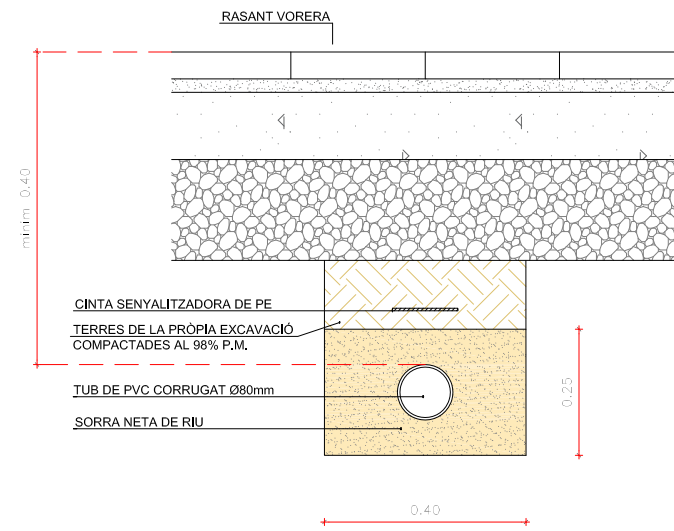 RASANT VORERA
mínim 0.40
CINTA SENYALITZADORA DE PE
TERRES DE LA PRÒPIA EXCAVACIÓ
COMPACTADES AL 98% P.M.
TUB DE PVC CORRUGAT Ø80mm
SORRA NETA DE RIU
0.25
0.40